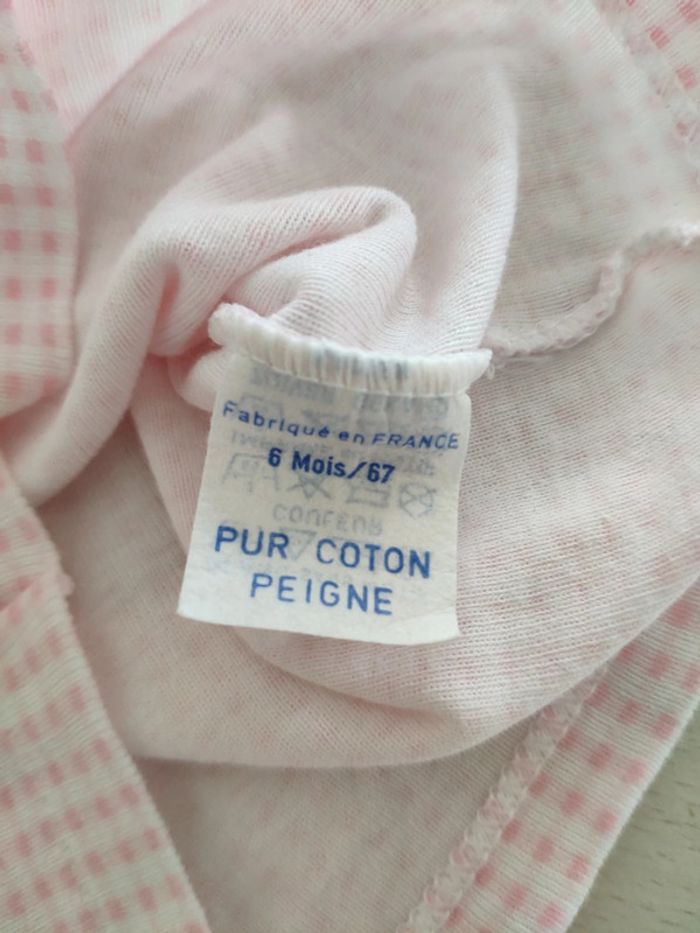 Fabriqué en FRANCE
6 Mois/67
PUR COTON
PEIGNE